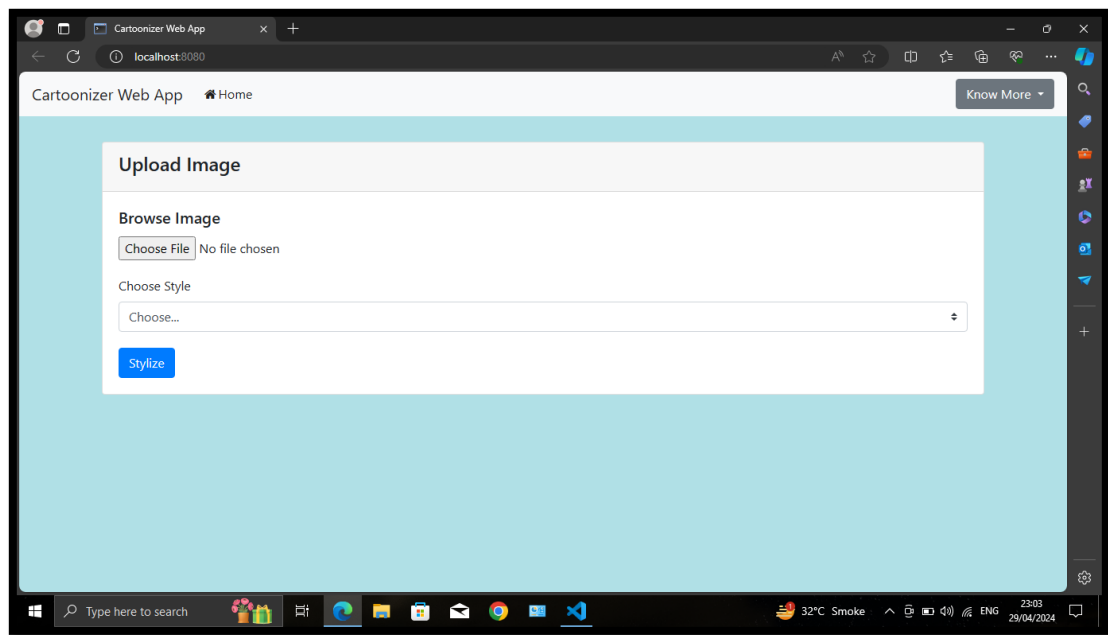 Cartoonizer Web App
localhost:8080
Cartoonizer Web App Home Know More
Upload Image
Browse Image
Choose File No file chosen
Choose Style
Choose...
Stylize
Type here to search 32°C Smoke ENG 23:03
29/04/2024